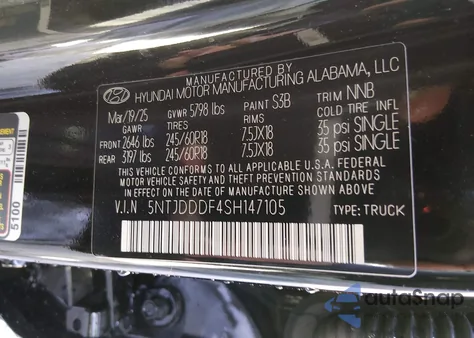 MANUFACTURED BY
HYUNDAI MOTOR MANUFACTURING ALABAMA, LLC
Mar/19/25 GVWR 5798 lbs PAINT S3B TRIM NNB
GAWR TIRES RIMS COLD TIRE INFL
FRONT 2646 lbs 245/60R18 7.5JX18 35 psi SINGLE
REAR 3197 lbs 245/60R18 7.5JX18 35 psi SINGLE
THIS VEHICLE CONFORMS TO ALL APPLICABLE U.S.A. FEDERAL
MOTOR VEHICLE SAFETY STANDARDS IN EFFECT ON THE
DATE OF MANUFACTURE SHOWN ABOVE.
V.I.N 5NTJDDDF4SH147105 TYPE: TRUCK
5100
autoSnap